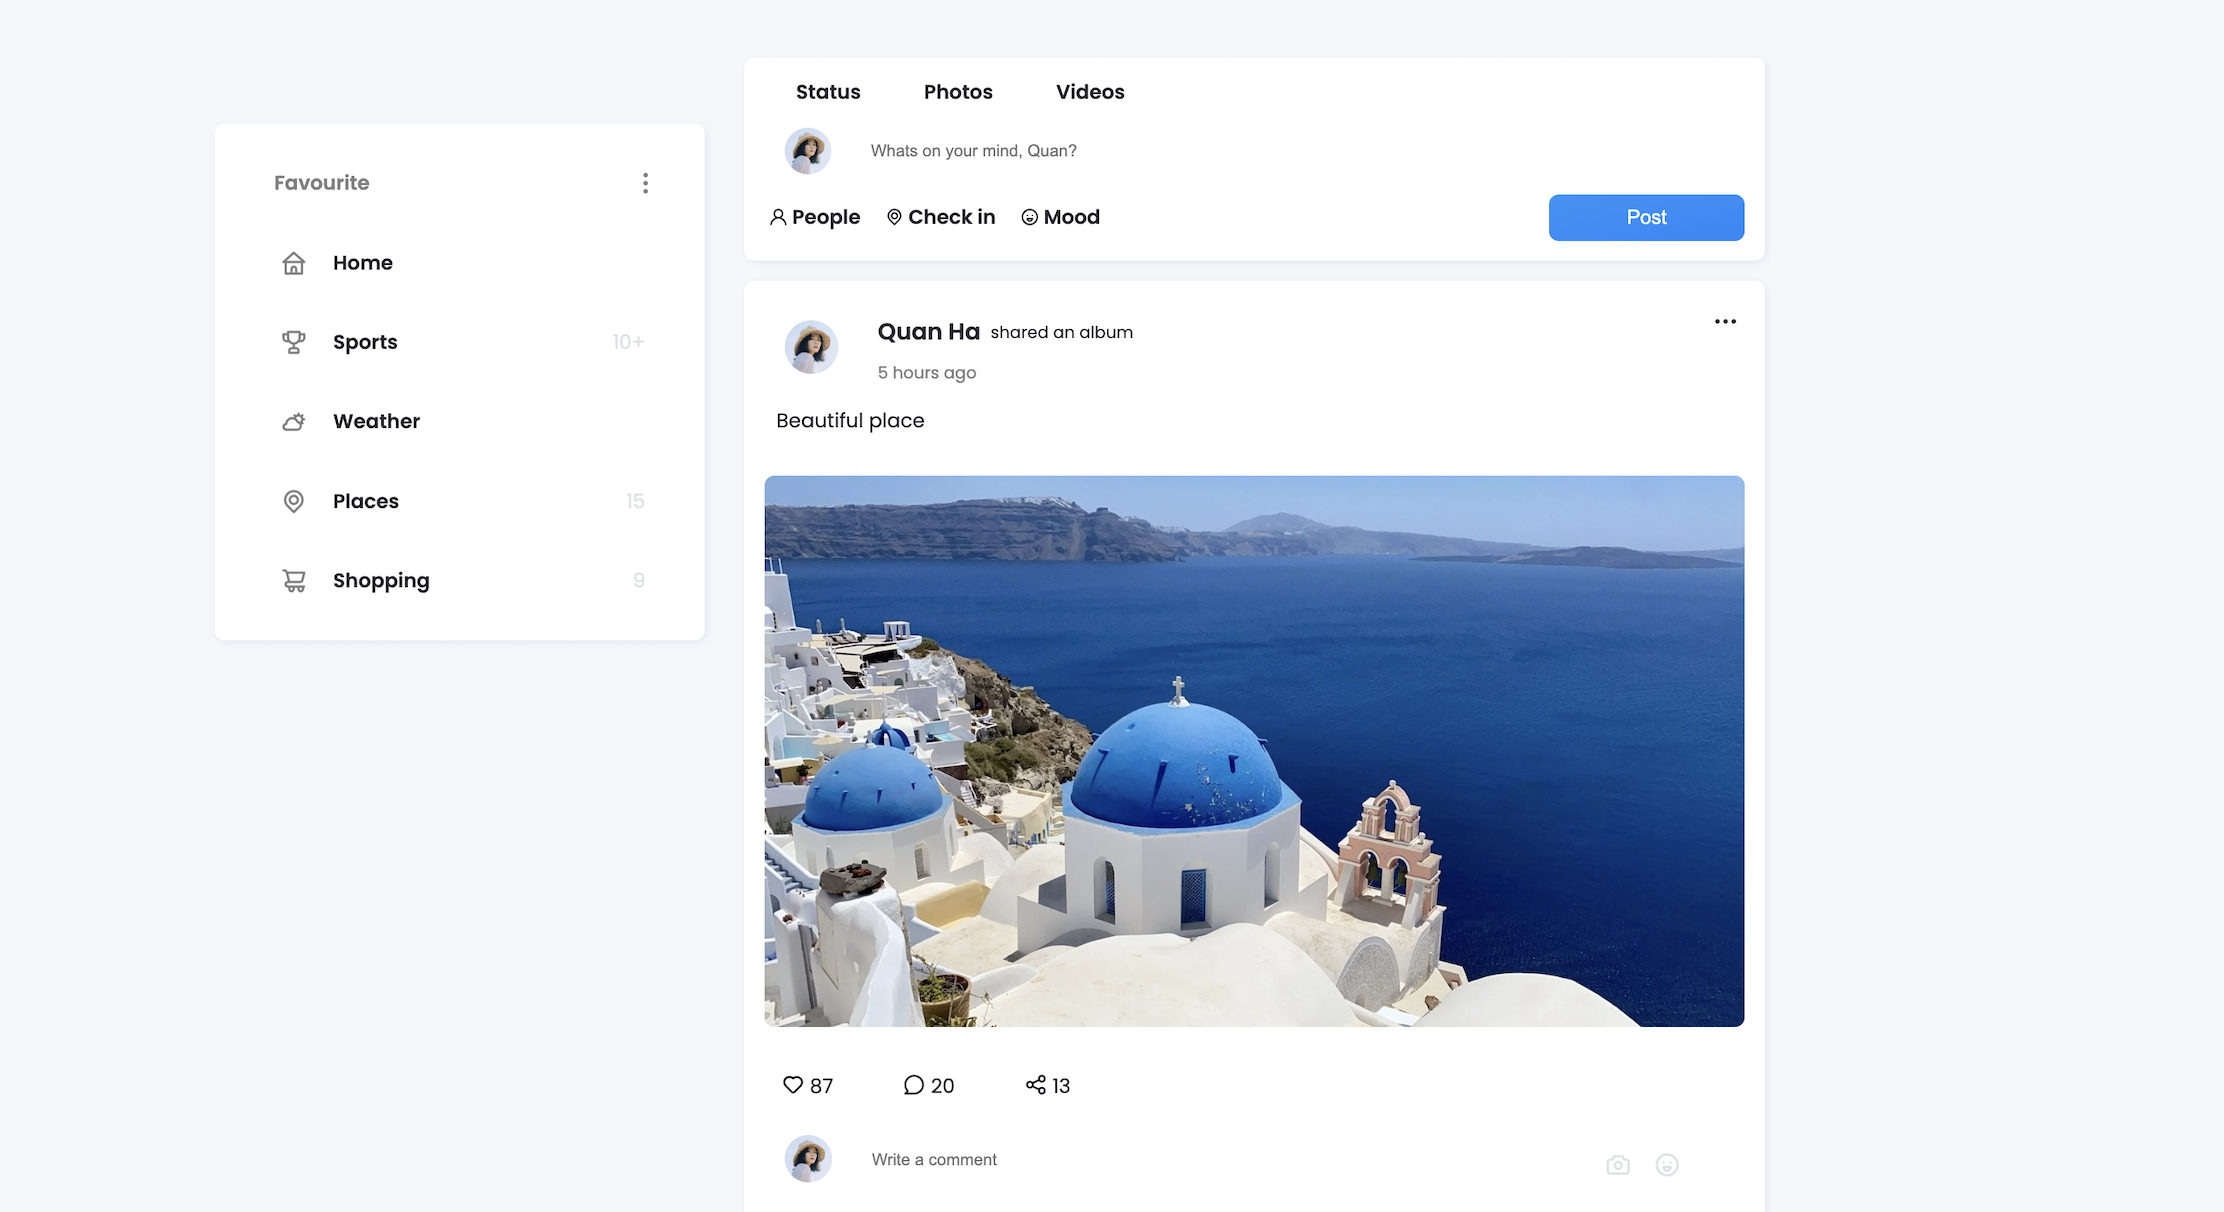 Favourite
Home
Sports 10+
Weather
Places 15
Shopping 9
Status Photos Videos
Whats on your mind, Quan?
People Check in Mood Post
Quan Ha shared an album
5 hours ago
Beautiful place
87 20 13
Write a comment